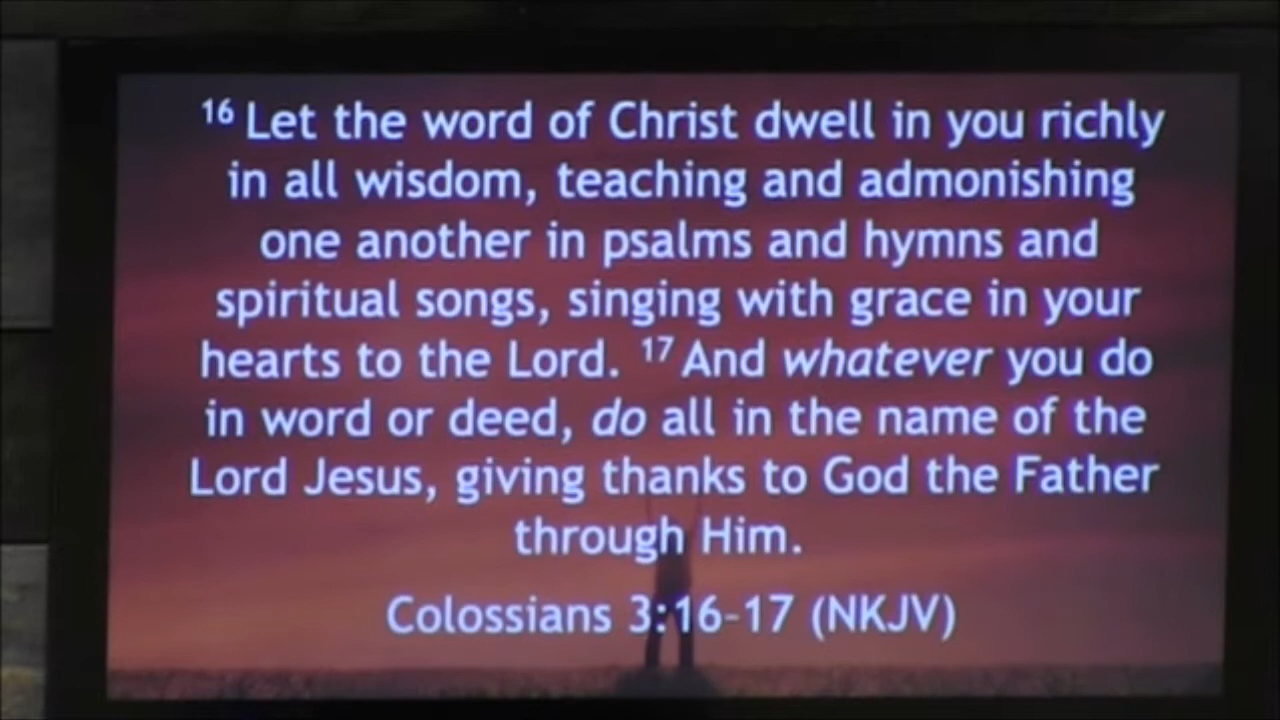 16 Let the word of Christ dwell in you richly
in all wisdom, teaching and admonishing
one another in psalms and hymns and
spiritual songs, singing with grace in your
hearts to the Lord. 17 And whatever you do
in word or deed, do all in the name of the
Lord Jesus, giving thanks to God the Father
through Him.
Colossians 3:16–17 (NKJV)